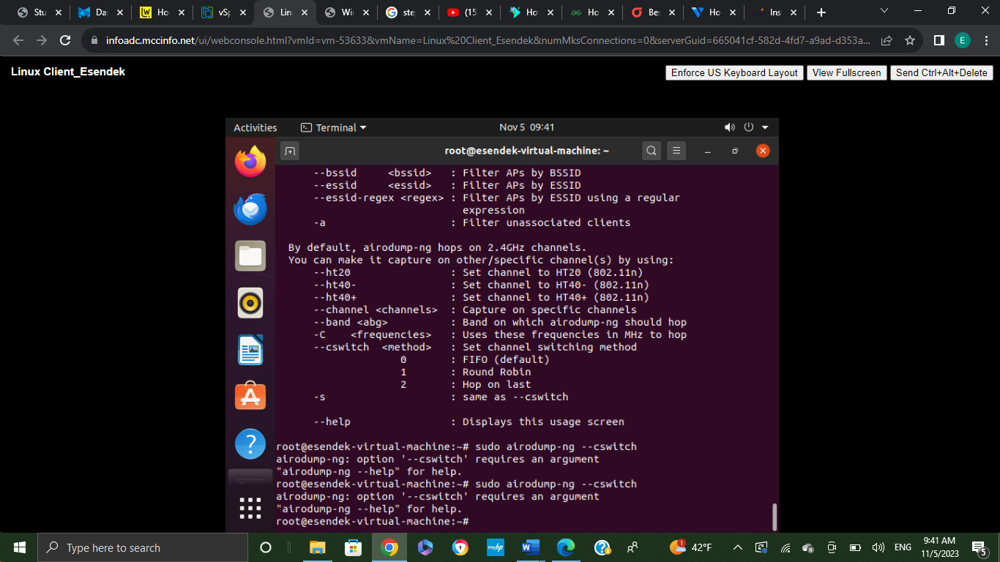 Stu
Das
Ho
vSp
Lin
Wir
ste
(15
Ho
Ho
Be
Ho
Ins
infoadc.mccinfo.net/ui/webconsole.html?vmId=vm-53633&vmName=Linux%20Client_Esendek&numMksConnections=0&serverGuid=665041cf-582d-4fd7-a9ad-d353a...
E
Linux Client_Esendek
Enforce US Keyboard Layout
View Fullscreen
Send Ctrl+Alt+Delete
Activities
Terminal
Nov 5 09:41
root@esendek-virtual-machine: ~
--bssid <bssid> : Filter APs by BSSID
--essid <essid> : Filter APs by ESSID
--essid-regex <regex> : Filter APs by ESSID using a regular
expression
-a : Filter unassociated clients
By default, airodump-ng hops on 2.4GHz channels.
You can make it capture on other/specific channel(s) by using:
--ht20 : Set channel to HT20 (802.11n)
--ht40- : Set channel to HT40- (802.11n)
--ht40+ : Set channel to HT40+ (802.11n)
--channel <channels> : Capture on specific channels
--band <abg> : Band on which airodump-ng should hop
-C <frequencies> : Uses these frequencies in MHz to hop
--cswitch <method> : Set channel switching method
0 : FIFO (default)
1 : Round Robin
2 : Hop on last
-s : same as --cswitch
--help : Displays this usage screen
root@esendek-virtual-machine:~# sudo airodump-ng --cswitch
airodump-ng: option '--cswitch' requires an argument
"airodump-ng --help" for help.
root@esendek-virtual-machine:~# sudo airodump-ng --cswitch
airodump-ng: option '--cswitch' requires an argument
"airodump-ng --help" for help.
root@esendek-virtual-machine:~#
Type here to search
myhp
1
42°F
ENG
9:41 AM
11/5/2023
5